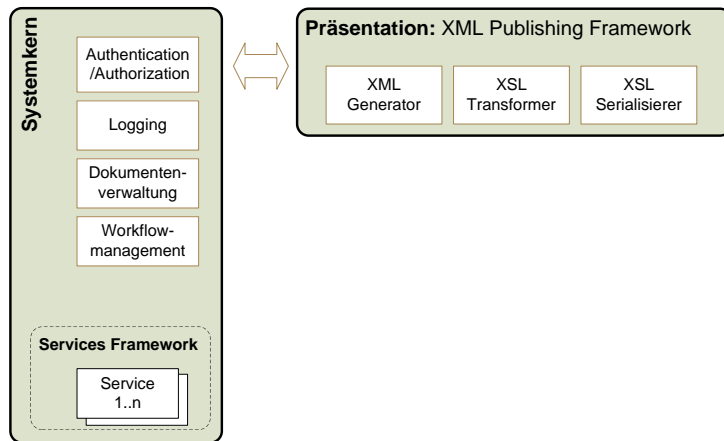 Systemkern
Authentication
/Authorization
Logging
Dokumenten-
verwaltung
Workflow-
management
Services Framework
Service
1..n
Präsentation: XML Publishing Framework
XML
Generator
XSL
Transformer
XSL
Serialisierer